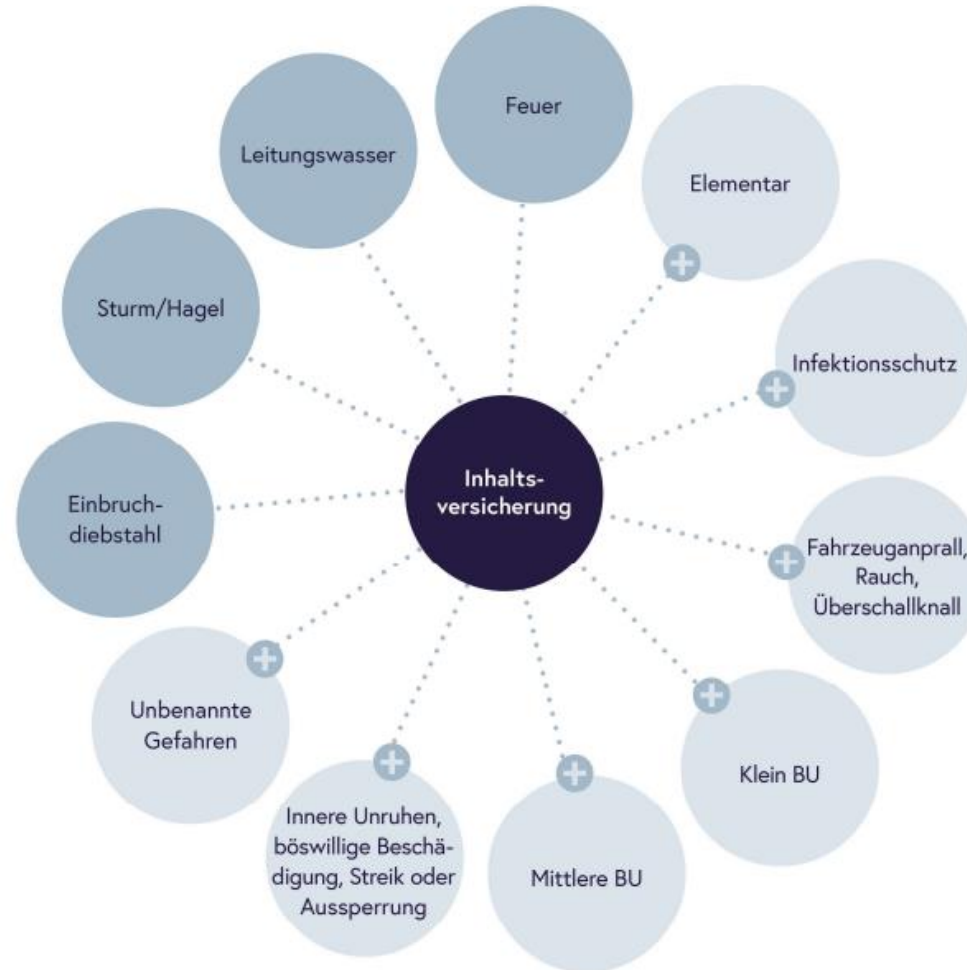 Feuer
Leitungswasser
Elementar
Sturm/Hagel
Infektionsschutz
Inhalts-
versicherung
Einbruch-
diebstahl
Fahrzeuganprall,
Rauch,
Überschallknall
Unbenannte
Gefahren
Klein BU
Innere Unruhen,
böswillige Beschä-
digung, Streik oder
Aussperrung
Mittlere BU